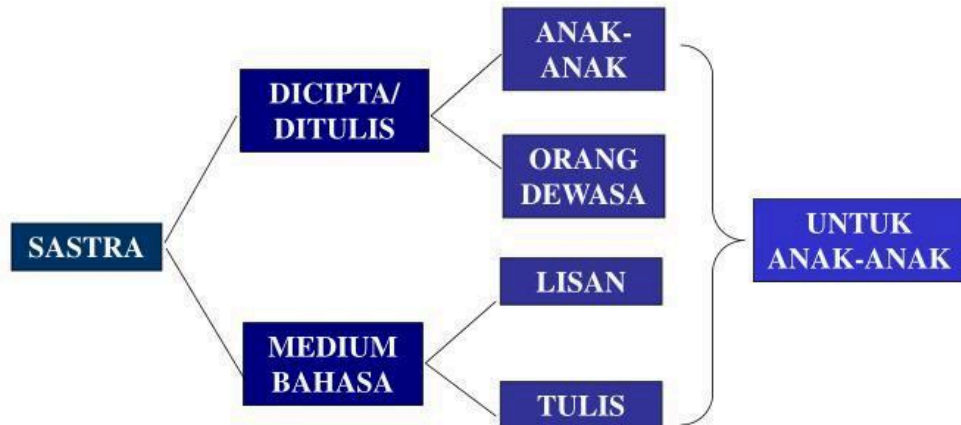 SASTRA
DICIPTA/
DITULIS
ANAK-
ANAK
ORANG
DEWASA
MEDIUM
BAHASA
LISAN
TULIS
UNTUK
ANAK-ANAK